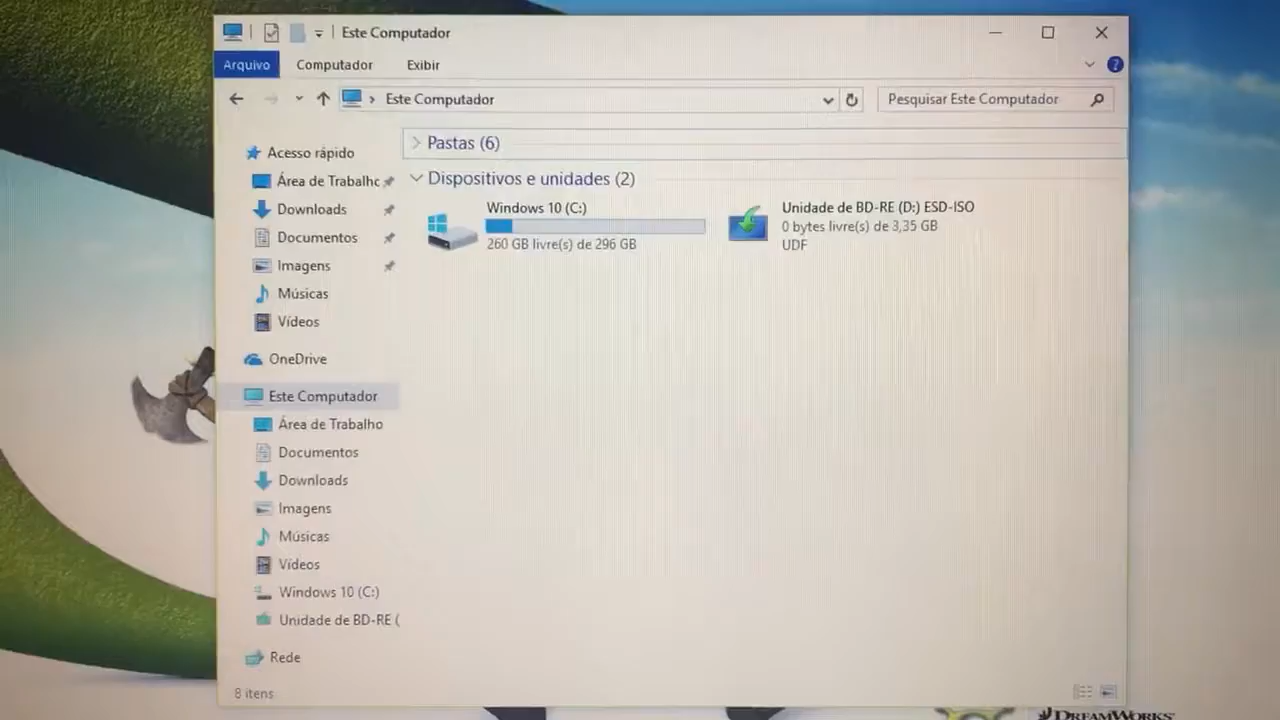 Este Computador
Arquivo
Computador
Exibir
Este Computador
Pesquisar Este Computador
Acesso rápido
Área de Trabalhc
Downloads
Documentos
Imagens
Músicas
Vídeos
OneDrive
Este Computador
Área de Trabalho
Documentos
Downloads
Imagens
Músicas
Vídeos
Windows 10 (C:)
Unidade de BD-RE (
Rede
Pastas (6)
Dispositivos e unidades (2)
Windows 10 (C:)
260 GB livre(s) de 296 GB
Unidade de BD-RE (D:) ESD-ISO
0 bytes livre(s) de 3,35 GB
UDF
8 itens
DREAMWORKS